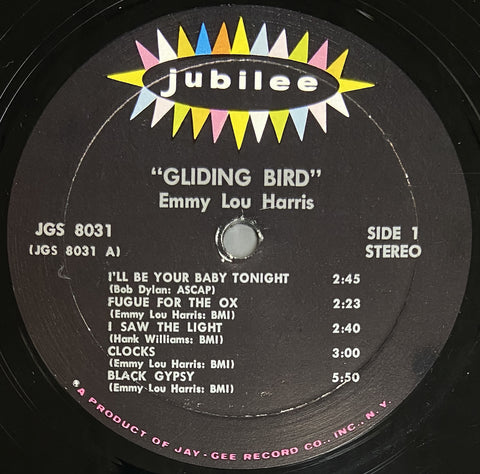 jubilee
"GLIDING BIRD"
Emmy Lou Harris
JGS 8031
(JGS 8031 A)
SIDE 1
STEREO
I'LL BE YOUR BABY TONIGHT 2:45
(Bob Dylan: ASCAP)
FUGUE FOR THE OX 2:23
(Emmy Lou Harris: BMI)
I SAW THE LIGHT 2:40
(Hank Williams: BMI)
CLOCKS 3:00
(Emmy Lou Harris: BMI)
BLACK GYPSY 5:50
(Emmy Lou Harris: BMI)
A PRODUCT OF JAY-GEE RECORD CO., INC., N. Y.